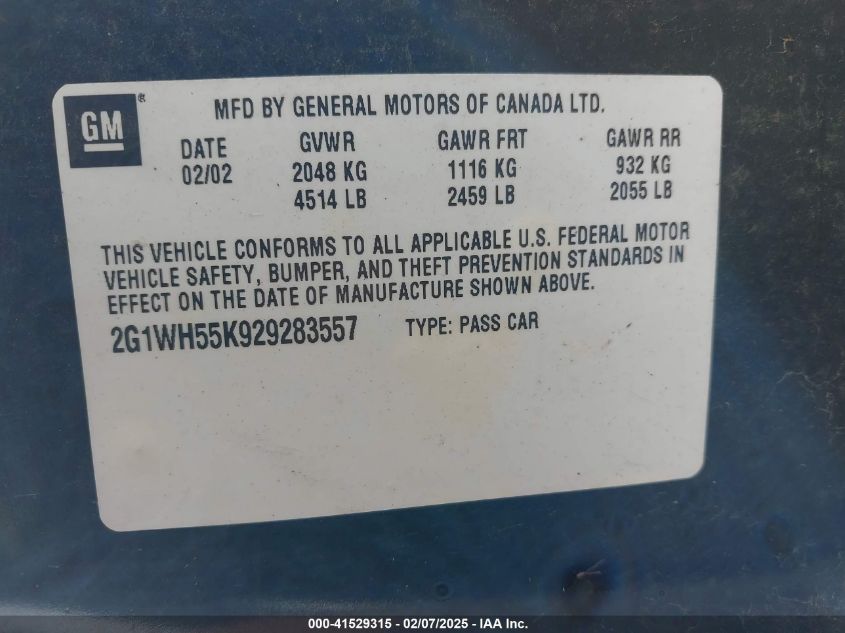 GM®
MFD BY GENERAL MOTORS OF CANADA LTD.
DATE GVWR GAWR FRT GAWR RR
02/02 2048 KG 1116 KG 932 KG
4514 LB 2459 LB 2055 LB
THIS VEHICLE CONFORMS TO ALL APPLICABLE U.S. FEDERAL MOTOR
VEHICLE SAFETY, BUMPER, AND THEFT PREVENTION STANDARDS IN
EFFECT ON THE DATE OF MANUFACTURE SHOWN ABOVE.
2G1WH55K929283557 TYPE: PASS CAR
000-41529315 - 02/07/2025 - IAA Inc.